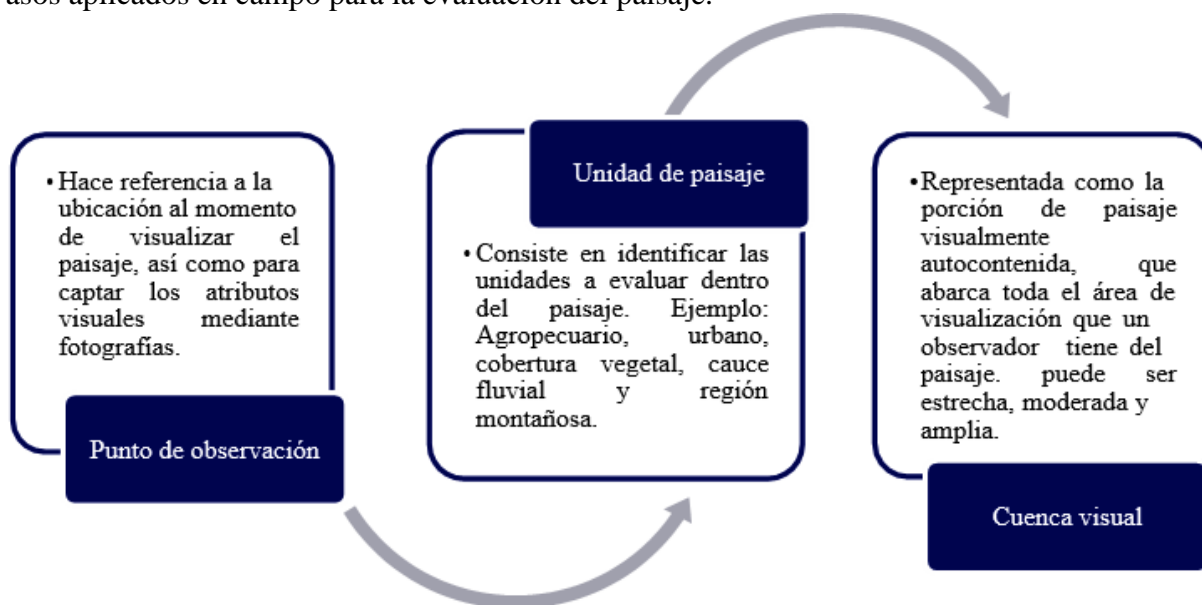 asos aplicados en campo para la evaluación del paisaje.
• Hace referencia a la
ubicación al momento
de visualizar el
paisaje, así como para
captar los atributos
visuales mediante
fotografías.
Punto de observación
Unidad de paisaje
• Consiste en identificar las
unidades a evaluar dentro
del paisaje. Ejemplo:
Agropecuario, urbano,
cobertura vegetal, cauce
fluvial y región
montañosa.
• Representada como la
porción de paisaje
visualmente
autocontenida, que
abarca toda el área de
visualización que un
observador tiene del
paisaje. puede ser
estrecha, moderada y
amplia.
Cuenca visual